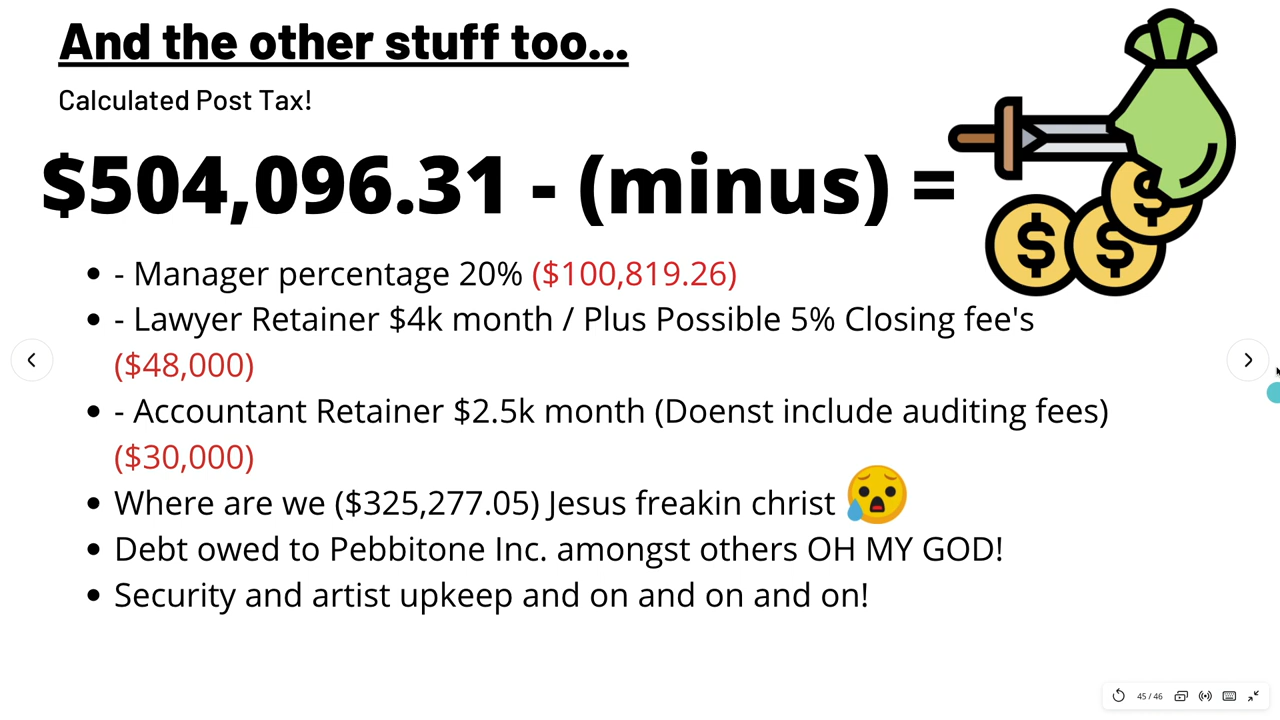 And the other stuff too...
Calculated Post Tax!
$504,096.31 - (minus) =
$ $ $
• - Manager percentage 20% ($100,819.26)
• - Lawyer Retainer $4k month / Plus Possible 5% Closing fee's
($48,000)
• - Accountant Retainer $2.5k month (Doenst include auditing fees)
($30,000)
• Where are we ($325,277.05) Jesus freakin christ
• Debt owed to Pebbitone Inc. amongst others OH MY GOD!
• Security and artist upkeep and on and on and on!
45 / 46